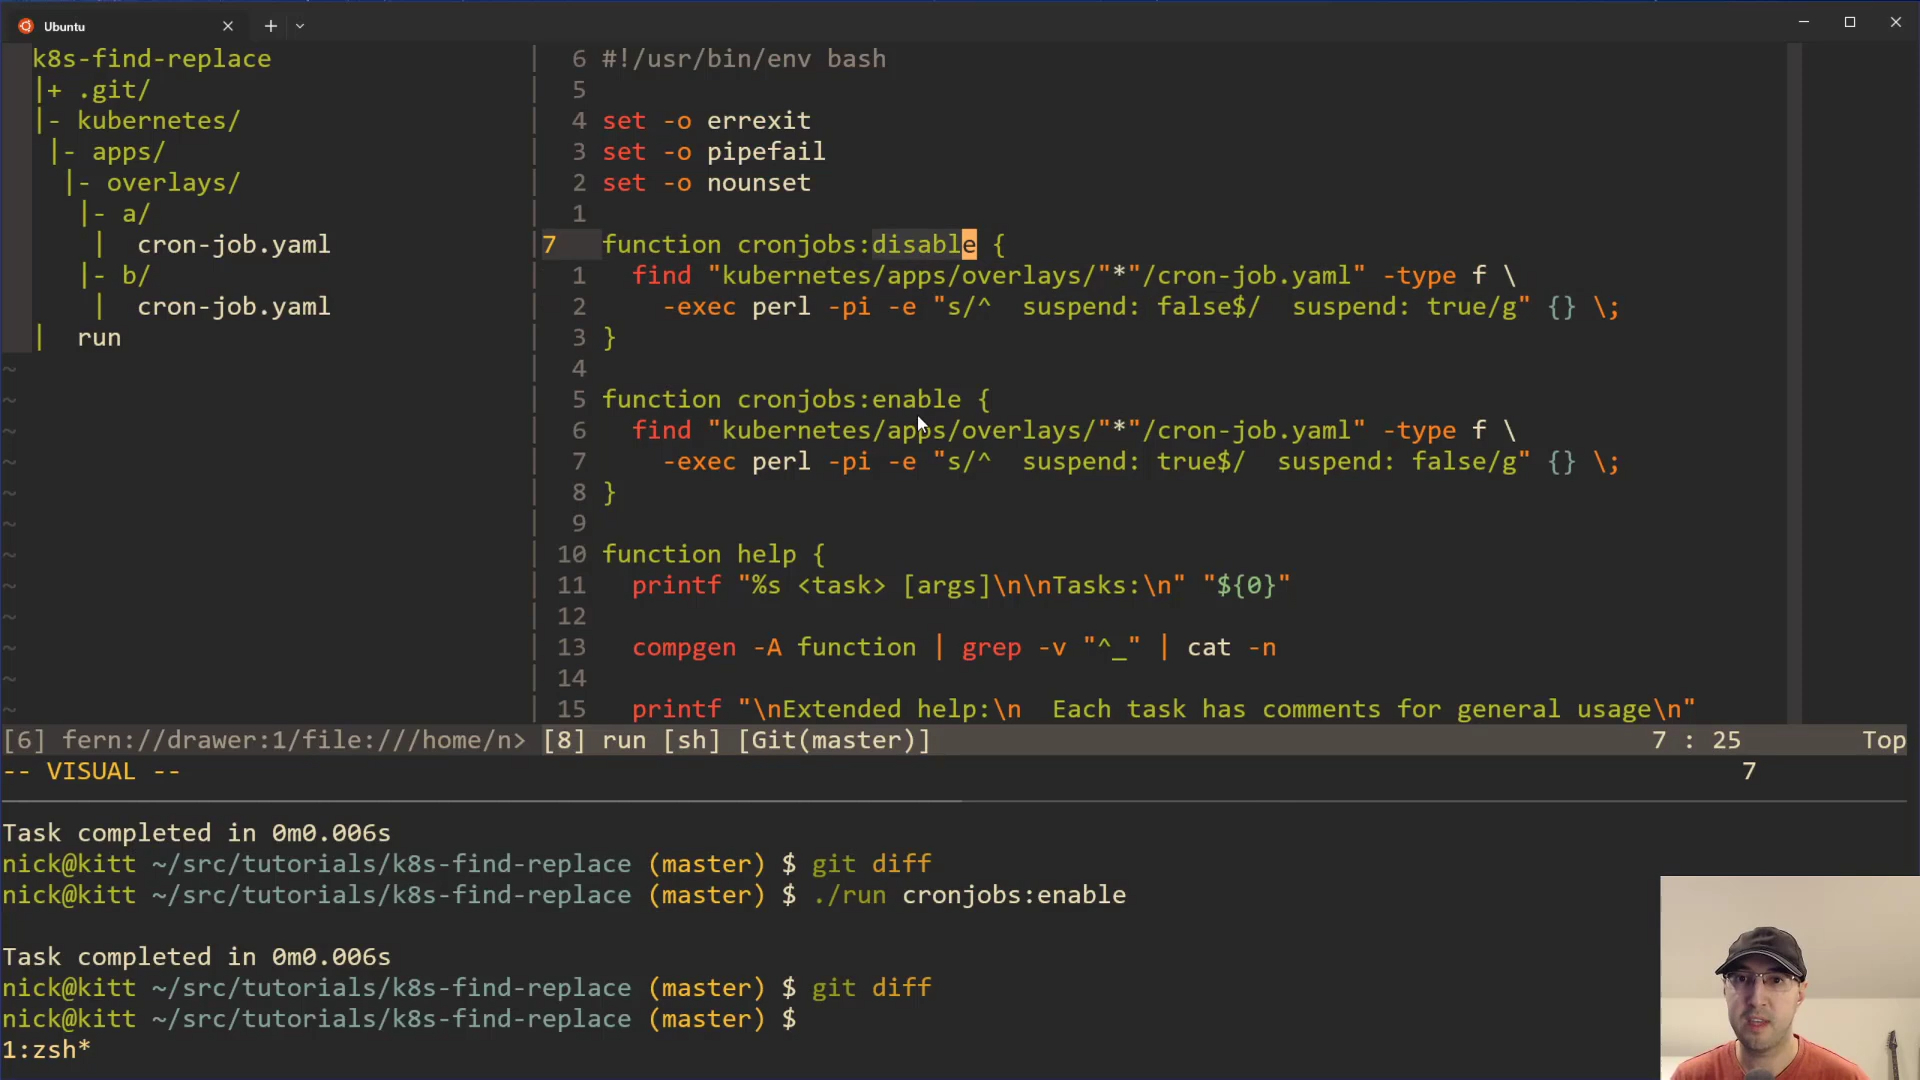 Ubuntu
k8s-find-replace
|+ .git/
|- kubernetes/
|- apps/
|- overlays/
|- a/
| cron-job.yaml
|- b/
| cron-job.yaml
| run
~
~
~
~
~
~
~
~
~
~
~
~
6 #!/usr/bin/env bash
5
4 set -o errexit
3 set -o pipefail
2 set -o nounset
1
7 function cronjobs:disable {
1   find "kubernetes/apps/overlays/"*"/cron-job.yaml" -type f \
2     -exec perl -pi -e "s/^  suspend: false$/  suspend: true/g" {} \;
3 }
4
5 function cronjobs:enable {
6   find "kubernetes/apps/overlays/"*"/cron-job.yaml" -type f \
7     -exec perl -pi -e "s/^  suspend: true$/  suspend: false/g" {} \;
8 }
9
10 function help {
11   printf "%s <task> [args]\n\nTasks:\n" "${0}"
12
13   compgen -A function | grep -v "^_" | cat -n
14
15   printf "\nExtended help:\n  Each task has comments for general usage\n"
[6] fern://drawer:1/file:///home/n> [8] run [sh] [Git(master)] 7 : 25 Top
-- VISUAL -- 7
Task completed in 0m0.006s
nick@kitt ~/src/tutorials/k8s-find-replace (master) $ git diff
nick@kitt ~/src/tutorials/k8s-find-replace (master) $ ./run cronjobs:enable
Task completed in 0m0.006s
nick@kitt ~/src/tutorials/k8s-find-replace (master) $ git diff
nick@kitt ~/src/tutorials/k8s-find-replace (master) $
1:zsh*